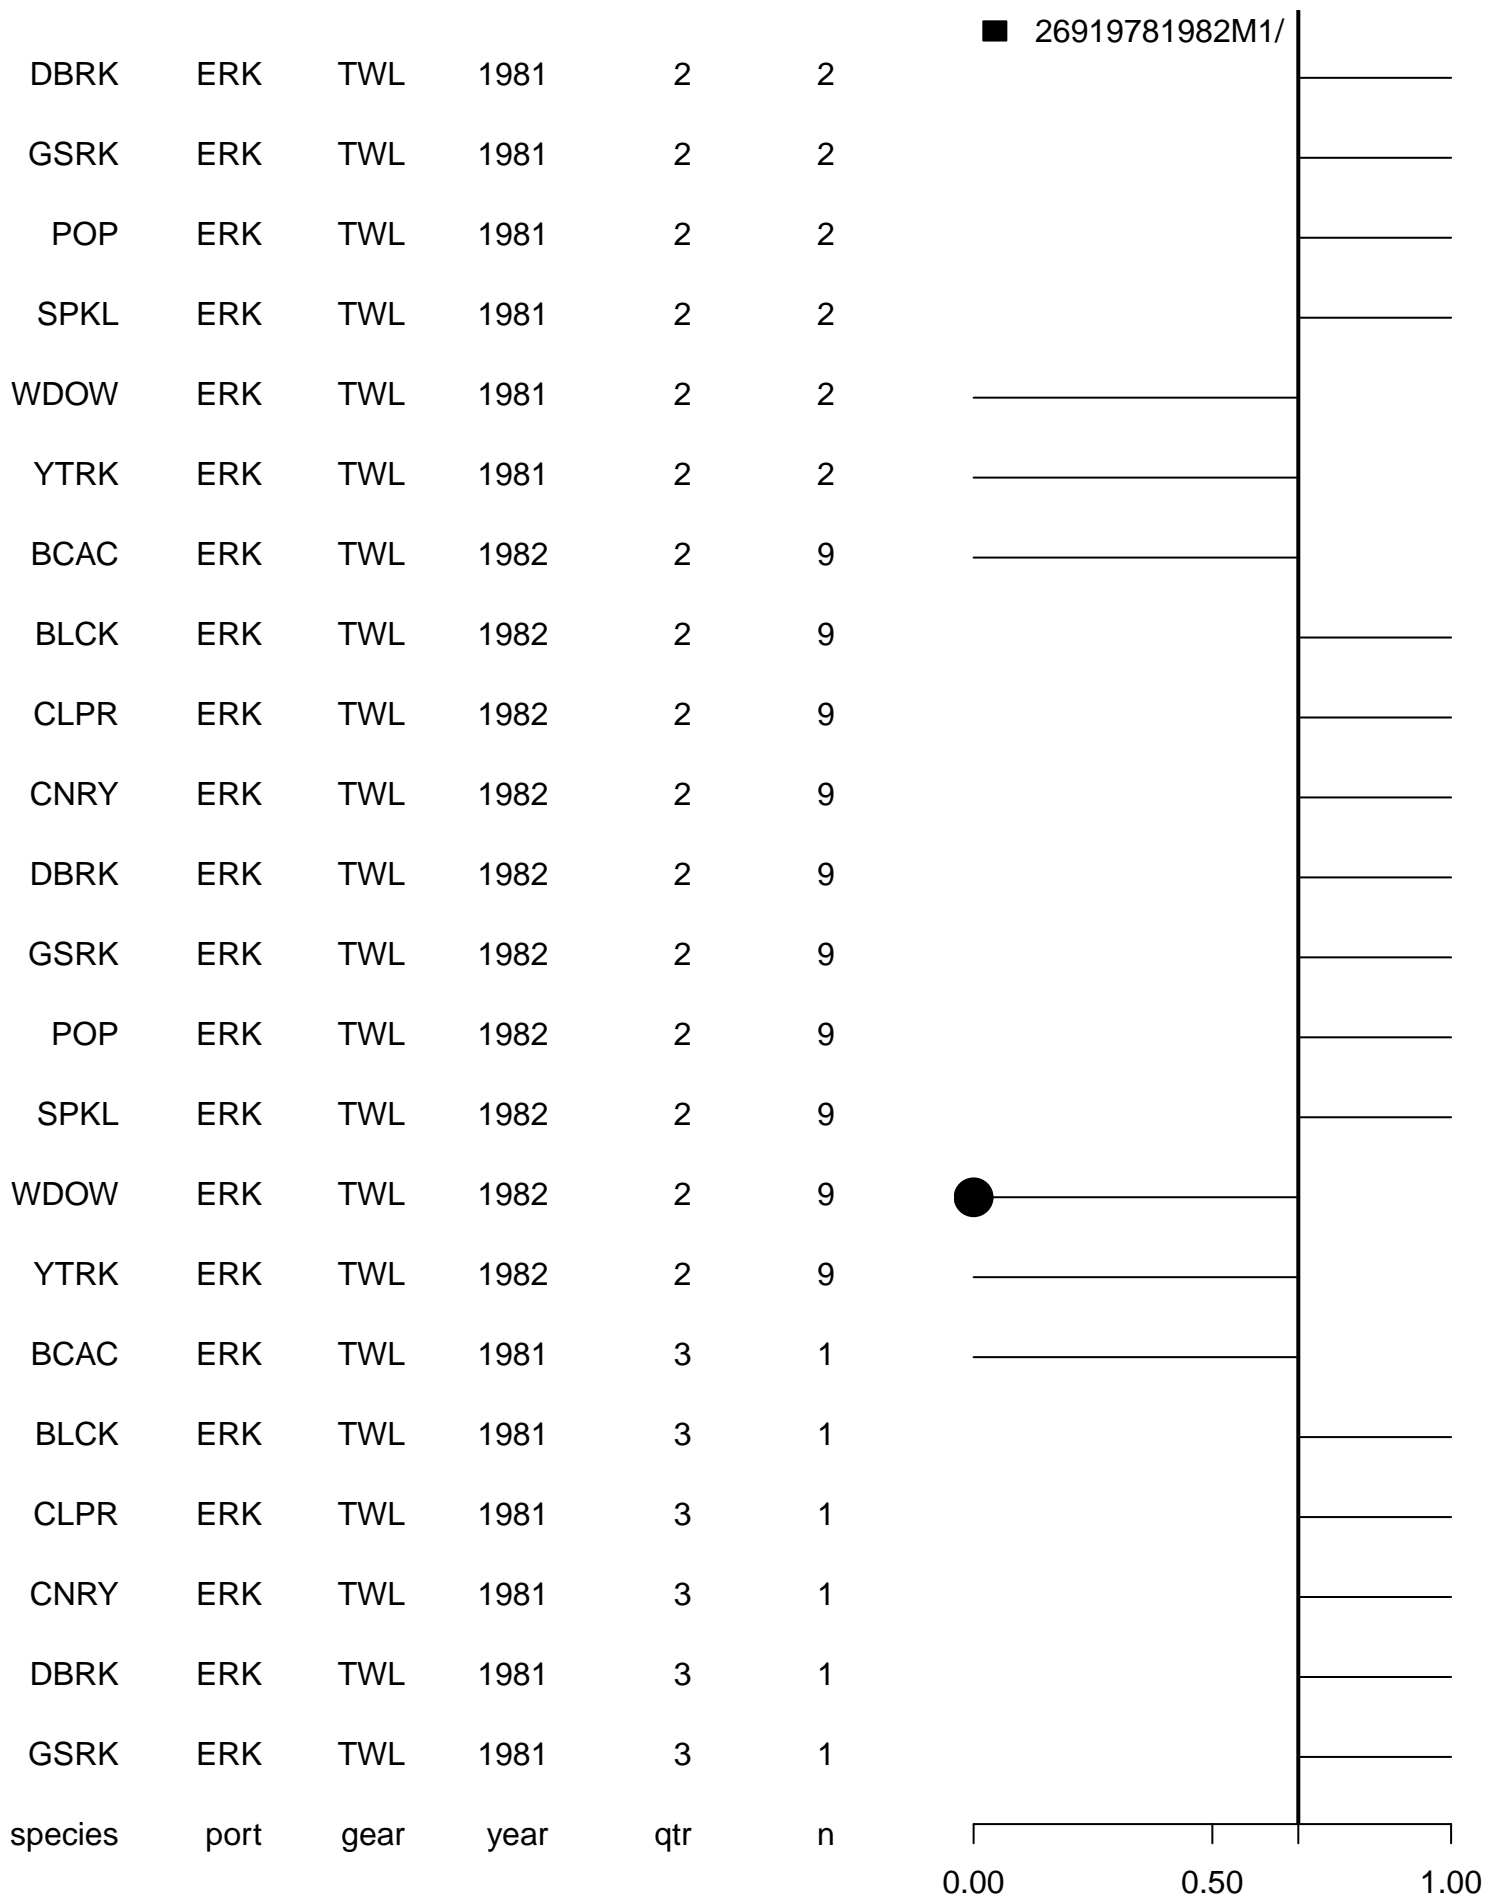 26919781982M1/
DBRK ERK TWL 1981 2 2
GSRK ERK TWL 1981 2 2
POP ERK TWL 1981 2 2
SPKL ERK TWL 1981 2 2
WDOW ERK TWL 1981 2 2
YTRK ERK TWL 1981 2 2
BCAC ERK TWL 1982 2 9
BLCK ERK TWL 1982 2 9
CLPR ERK TWL 1982 2 9
CNRY ERK TWL 1982 2 9
DBRK ERK TWL 1982 2 9
GSRK ERK TWL 1982 2 9
POP ERK TWL 1982 2 9
SPKL ERK TWL 1982 2 9
WDOW ERK TWL 1982 2 9
YTRK ERK TWL 1982 2 9
BCAC ERK TWL 1981 3 1
BLCK ERK TWL 1981 3 1
CLPR ERK TWL 1981 3 1
CNRY ERK TWL 1981 3 1
DBRK ERK TWL 1981 3 1
GSRK ERK TWL 1981 3 1
species port gear year qtr n
0.00 0.50 1.00